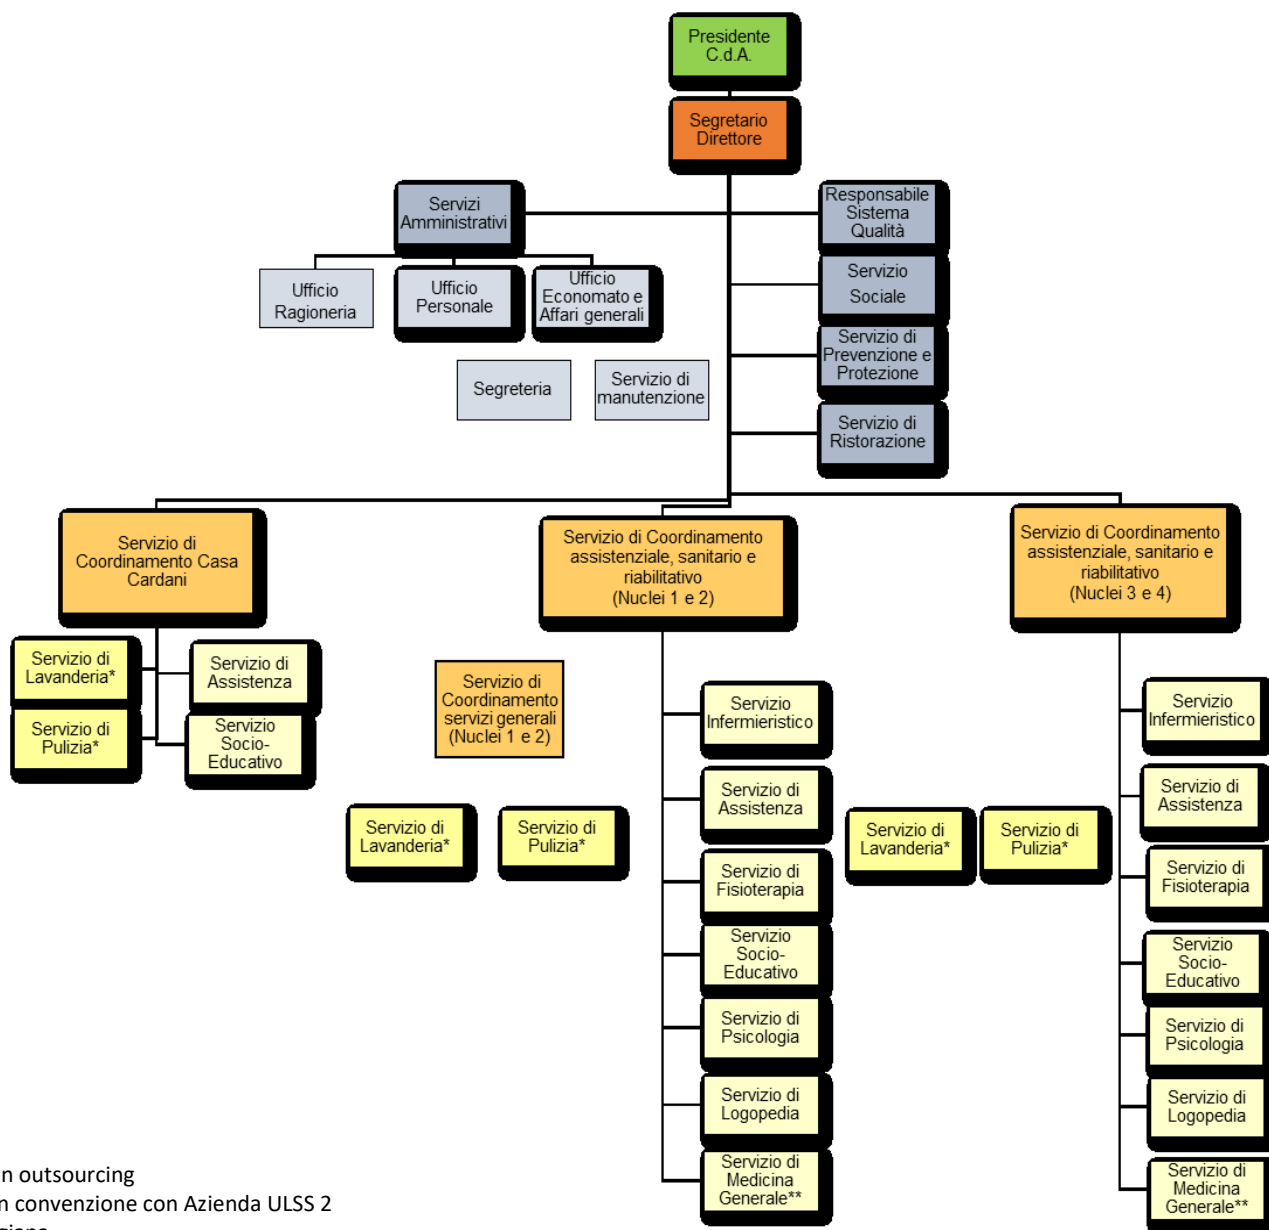 Presidente
C.d.A.
Segretario
Direttore
Servizi
Amministrativi
Responsabile
Sistema
Qualità
Ufficio
Ragioneria
Ufficio
Personale
Ufficio
Economato e
Affari generali
Servizio
Sociale
Servizio di
Prevenzione e
Protezione
Segreteria
Servizio di
manutenzione
Servizio di
Ristorazione
Servizio di
Coordinamento Casa
Cardani
Servizio di Coordinamento
assistenziale, sanitario e
riabilitativo
(Nuclei 1 e 2)
Servizio di Coordinamento
assistenziale, sanitario e
riabilitativo
(Nuclei 3 e 4)
Servizio di
Lavanderia*
Servizio di
Assistenza
Servizio di
Pulizia*
Servizio
Socio-
Educativo
Servizio di
Coordinamento
servizi generali
(Nuclei 1 e 2)
Servizio di
Lavanderia*
Servizio di
Pulizia*
Servizio
Infermieristico
Servizio di
Assistenza
Servizio di
Fisioterapia
Servizio
Socio-
Educativo
Servizio di
Psicologia
Servizio di
Logopedia
Servizio di
Medicina
Generale**
Servizio di
Lavanderia*
Servizio di
Pulizia*
Servizio
Infermieristico
Servizio di
Assistenza
Servizio di
Fisioterapia
Servizio
Socio-
Educativo
Servizio di
Psicologia
Servizio di
Logopedia
Servizio di
Medicina
Generale**
n outsourcing
n convenzione con Azienda ULSS 2